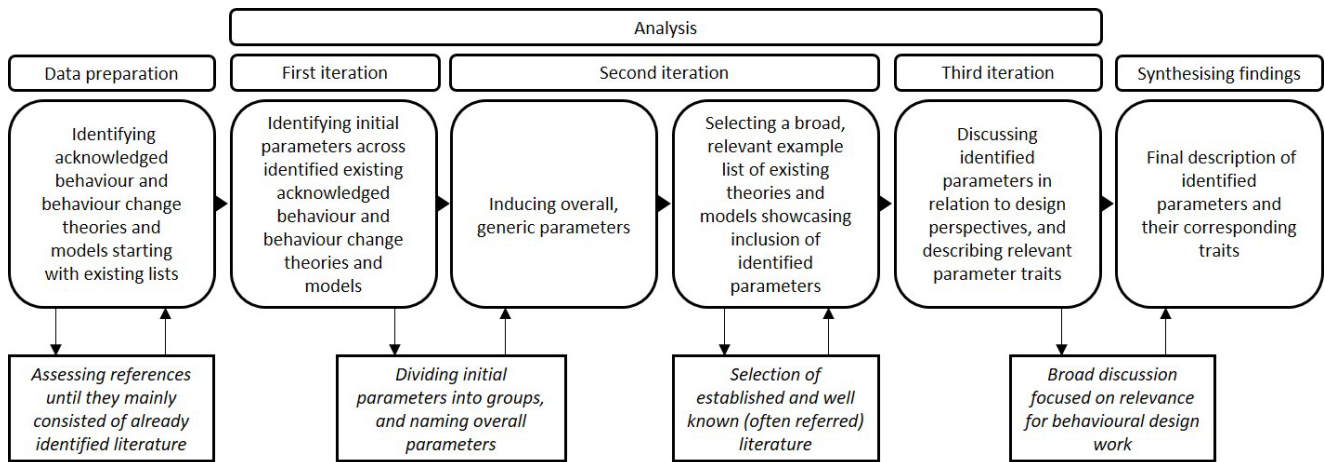 Analysis
Data preparation
First iteration
Second iteration
Third iteration
Synthesising findings
Identifying
acknowledged
behaviour and
behaviour change
theories and
models starting
with existing lists
Identifying initial
parameters across
identified existing
acknowledged
behaviour and
behaviour change
theories and
models
Inducing overall,
generic parameters
Selecting a broad,
relevant example
list of existing
theories and
models showcasing
inclusion of
identified
parameters
Discussing
identified
parameters in
relation to design
perspectives, and
describing relevant
parameter traits
Final description of
identified
parameters and
their corresponding
traits
Assessing references
until they mainly
consisted of already
identified literature
Dividing initial
parameters into groups,
and naming overall
parameters
Selection of
established and well
known (often referred)
literature
Broad discussion
focused on relevance
for behavioural design
work